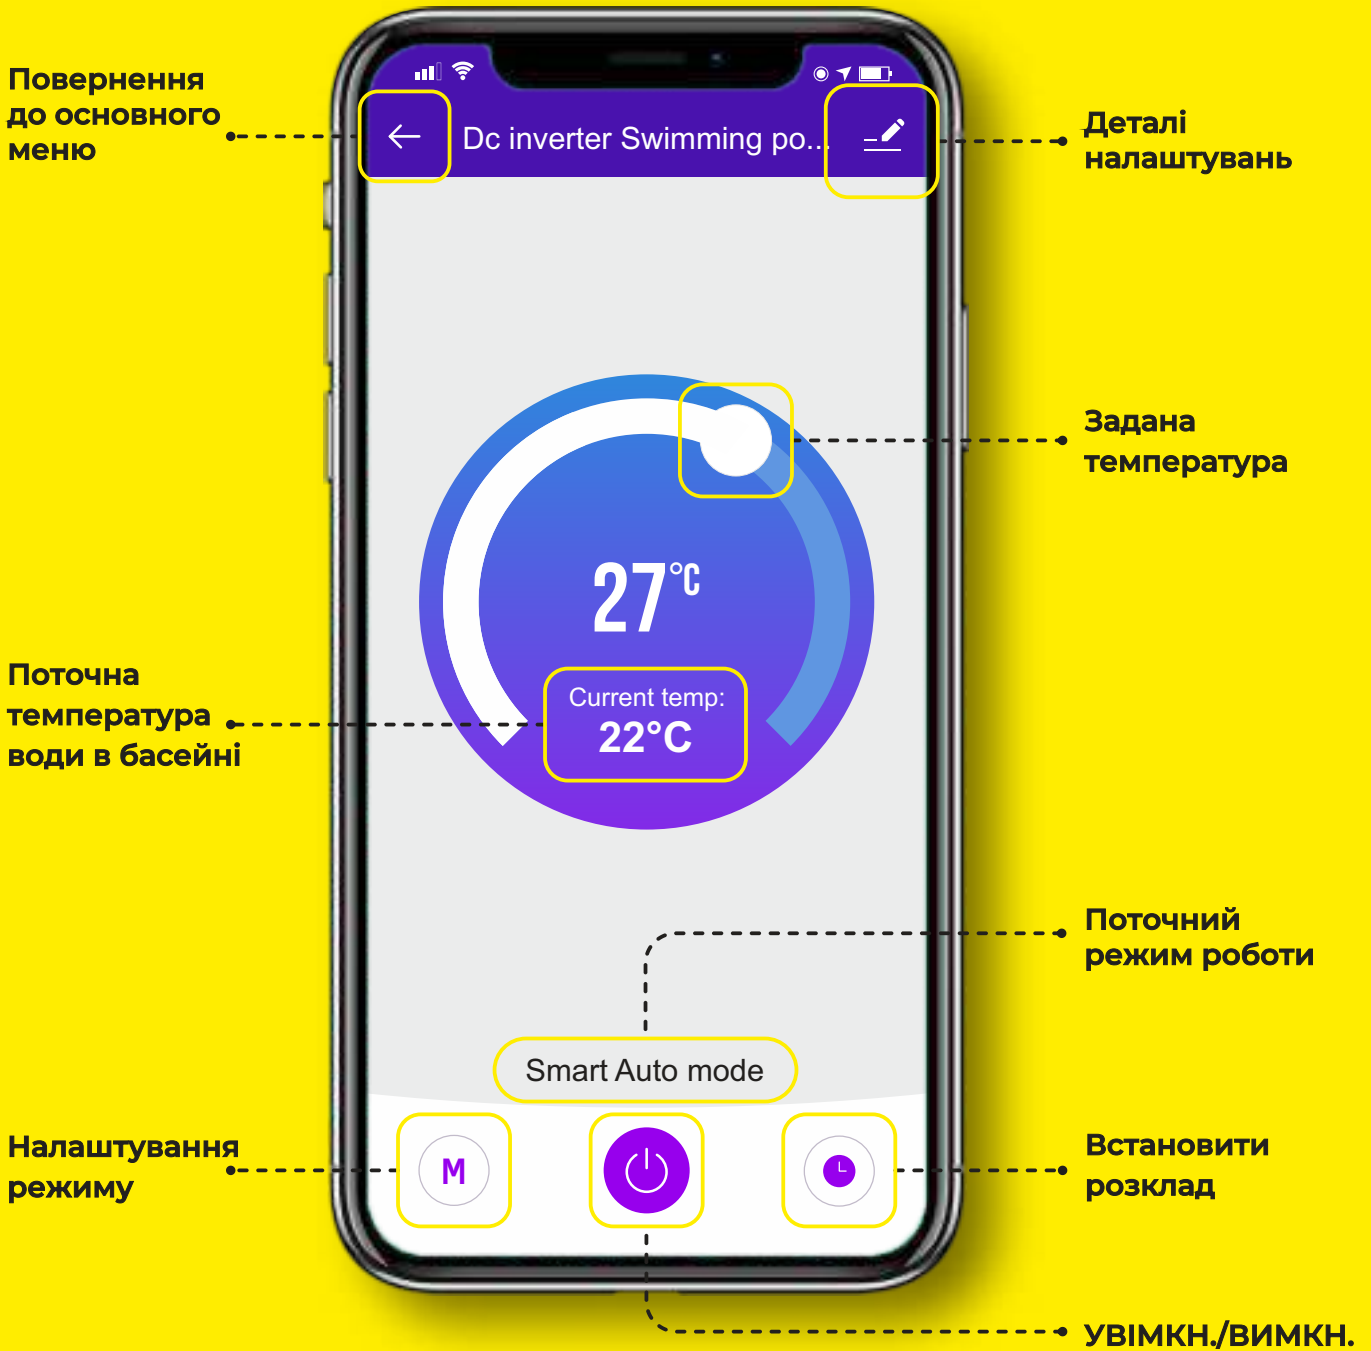 Повернення
до основного
меню
Dc inverter Swimming po...
Деталі
налаштувань
Задана
температура
27°C
Поточна
температура
води в басейні
Current temp:
22°C
Поточний
режим роботи
Smart Auto mode
Налаштування
режиму
M
Встановити
розклад
УВІМКН./ВИМКН.